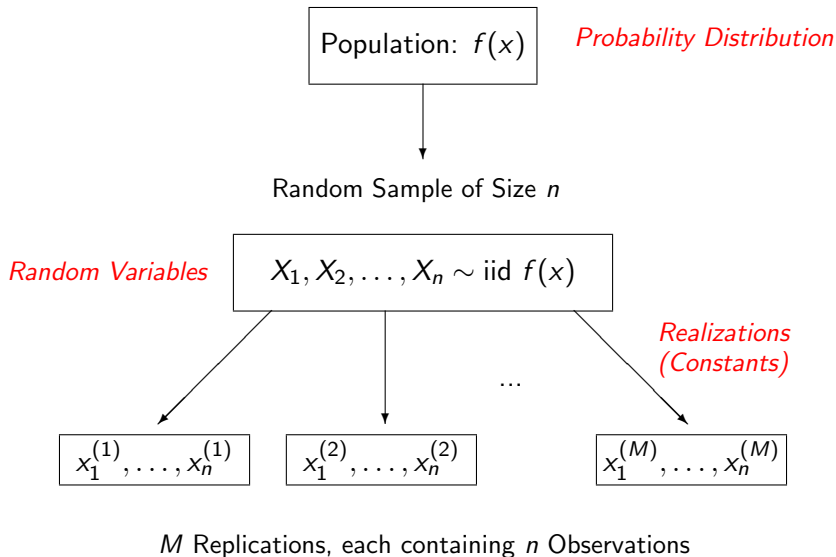 Population: f(x)
Probability Distribution
Random Sample of Size n
Random Variables
X₁, X₂, . . . , Xₙ ∼ iid f(x)
Realizations
(Constants)
...
x₁⁽¹⁾, . . . , xₙ⁽¹⁾
x₁⁽²⁾, . . . , xₙ⁽²⁾
x₁⁽ᴹ⁾, . . . , xₙ⁽ᴹ⁾
M Replications, each containing n Observations